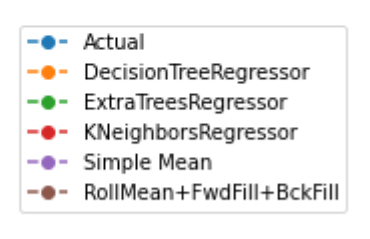 Actual
DecisionTreeRegressor
ExtraTreesRegressor
KNeighborsRegressor
Simple Mean
RollMean+FwdFill+BckFill